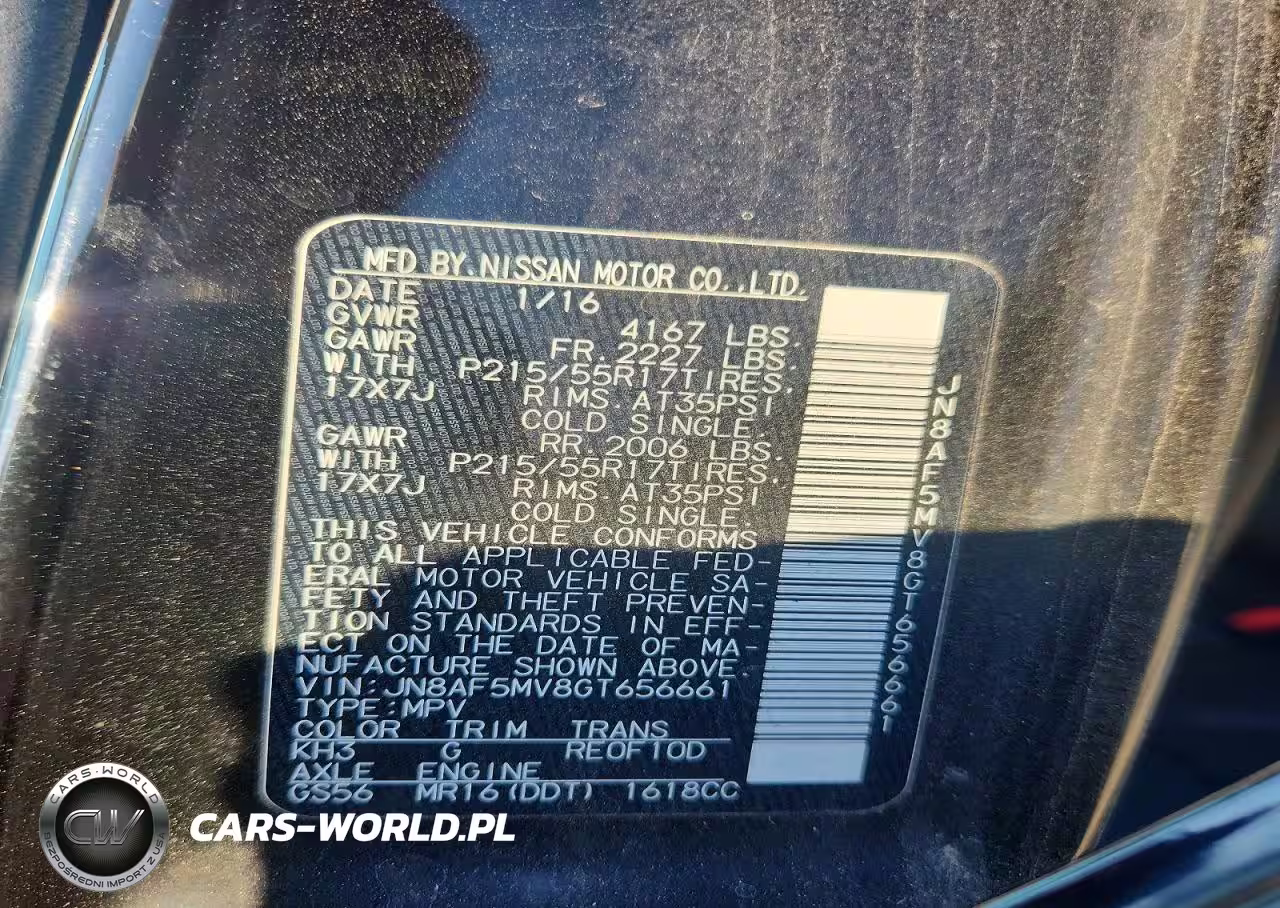 MFD BY NISSAN MOTOR CO.,LTD.
DATE 1/16
GVWR 4167 LBS.
GAWR FR.2227 LBS.
WITH P215/55R17TIRES.
17X7J RIMS.AT35PSI
COLD SINGLE.
GAWR RR.2006 LBS.
WITH P215/55R17TIRES.
17X7J RIMS.AT35PSI
COLD SINGLE.
THIS VEHICLE CONFORMS
TO ALL APPLICABLE FED-
ERAL MOTOR VEHICLE SA-
FETY AND THEFT PREVEN-
TION STANDARDS IN EFF-
ECT ON THE DATE OF MA-
NUFACTURE SHOWN ABOVE.
VIN:JN8AF5MV8GT656661
TYPE:MPV
COLOR TRIM TRANS
KH3 G RE0F10D
AXLE ENGINE
GS56 MR16(DDT) 1618CC
JN8AF5MV8GT656661
CARS-WORLD
CW
BEZPOŚREDNI IMPORT Z USA
CARS-WORLD.PL